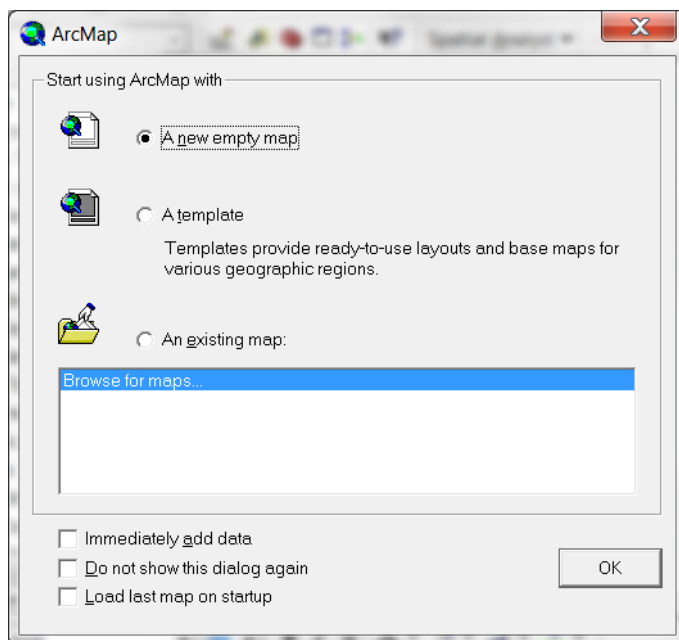 ArcMap
Spatial Analyst
Start using ArcMap with
A new empty map
A template
Templates provide ready-to-use layouts and base maps for
various geographic regions.
An existing map:
Browse for maps...
Immediately add data
Do not show this dialog again
OK
Load last map on startup